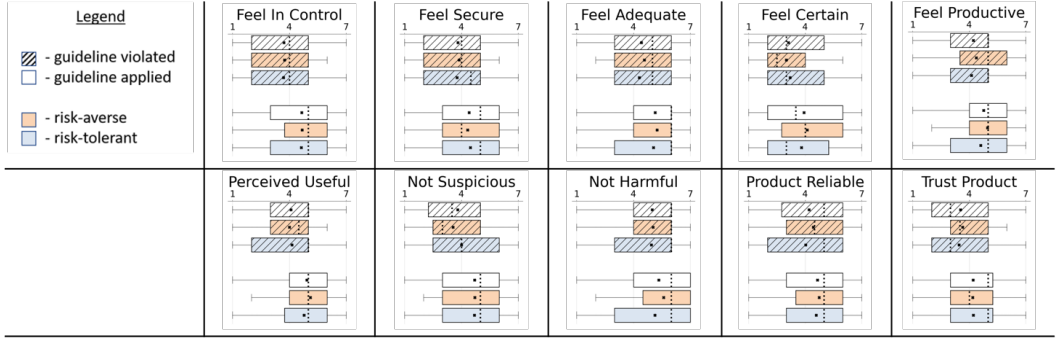 Legend
- guideline violated
- guideline applied
- risk-averse
- risk-tolerant
Feel In Control
1 4 7
Feel Secure
1 4 7
Feel Adequate
1 4 7
Feel Certain
1 4 7
Feel Productive
1 4 7
Perceived Useful
1 4 7
Not Suspicious
1 4 7
Not Harmful
1 4 7
Product Reliable
1 4 7
Trust Product
1 4 7